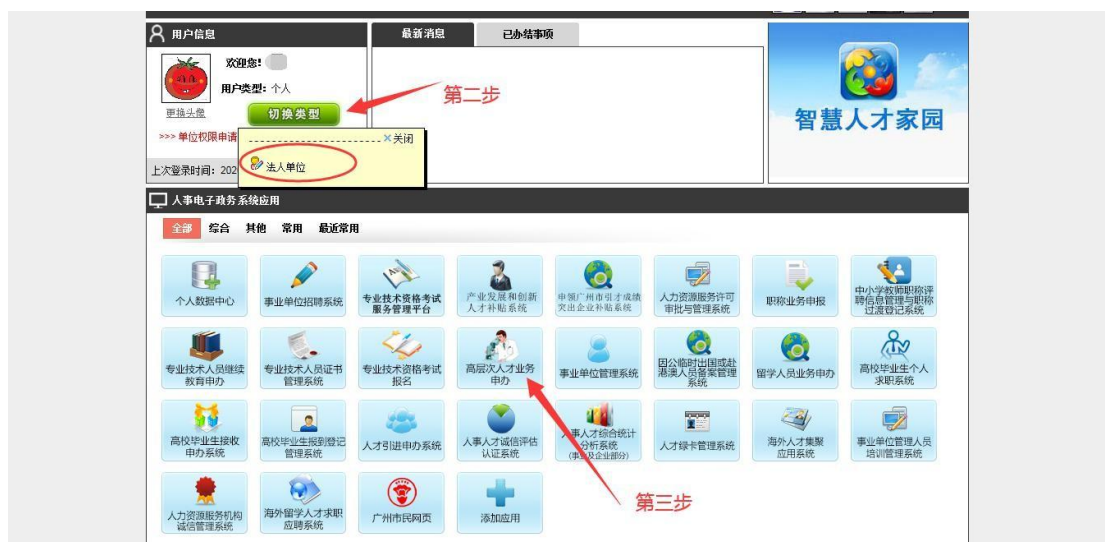 用户信息
最新消息
已办结事项
欢迎您!
用户类型: 个人
更换头像
切换类型
第二步
>>> 单位权限申请
×关闭
法人单位
上次登录时间: 202
智慧人才家园
人事电子政务系统应用
全部 综合 其他 常用 最近常用
个人数据中心
事业单位招聘系统
专业技术资格考试
服务管理平台
产业发展和创新
人才补贴系统
申领广州市引才成绩
突出企业补贴系统
人力资源服务许可
审批与管理系统
职称业务申报
中小学教师职称评
聘信息管理与职称
过渡登记系统
专业技术人员继续
教育申办
专业技术人员证书
管理系统
专业技术资格考试
报名
高层次人才业务
申办
事业单位管理系统
因公临时出国或赴
港澳人员备案管理
系统
留学人员业务申办
高校毕业生个人
求职系统
高校毕业生接收
申办系统
高校毕业生报到登记
管理系统
人才引进申办系统
人事人才诚信评估
认证系统
人事人才综合统计
分析系统
(事业及企业部分)
人才绿卡管理系统
海外人才集聚
应用系统
事业单位管理人员
培训管理系统
人力资源服务机构
诚信管理系统
海外留学人才求职
应聘系统
广州市民网页
添加应用
第三步